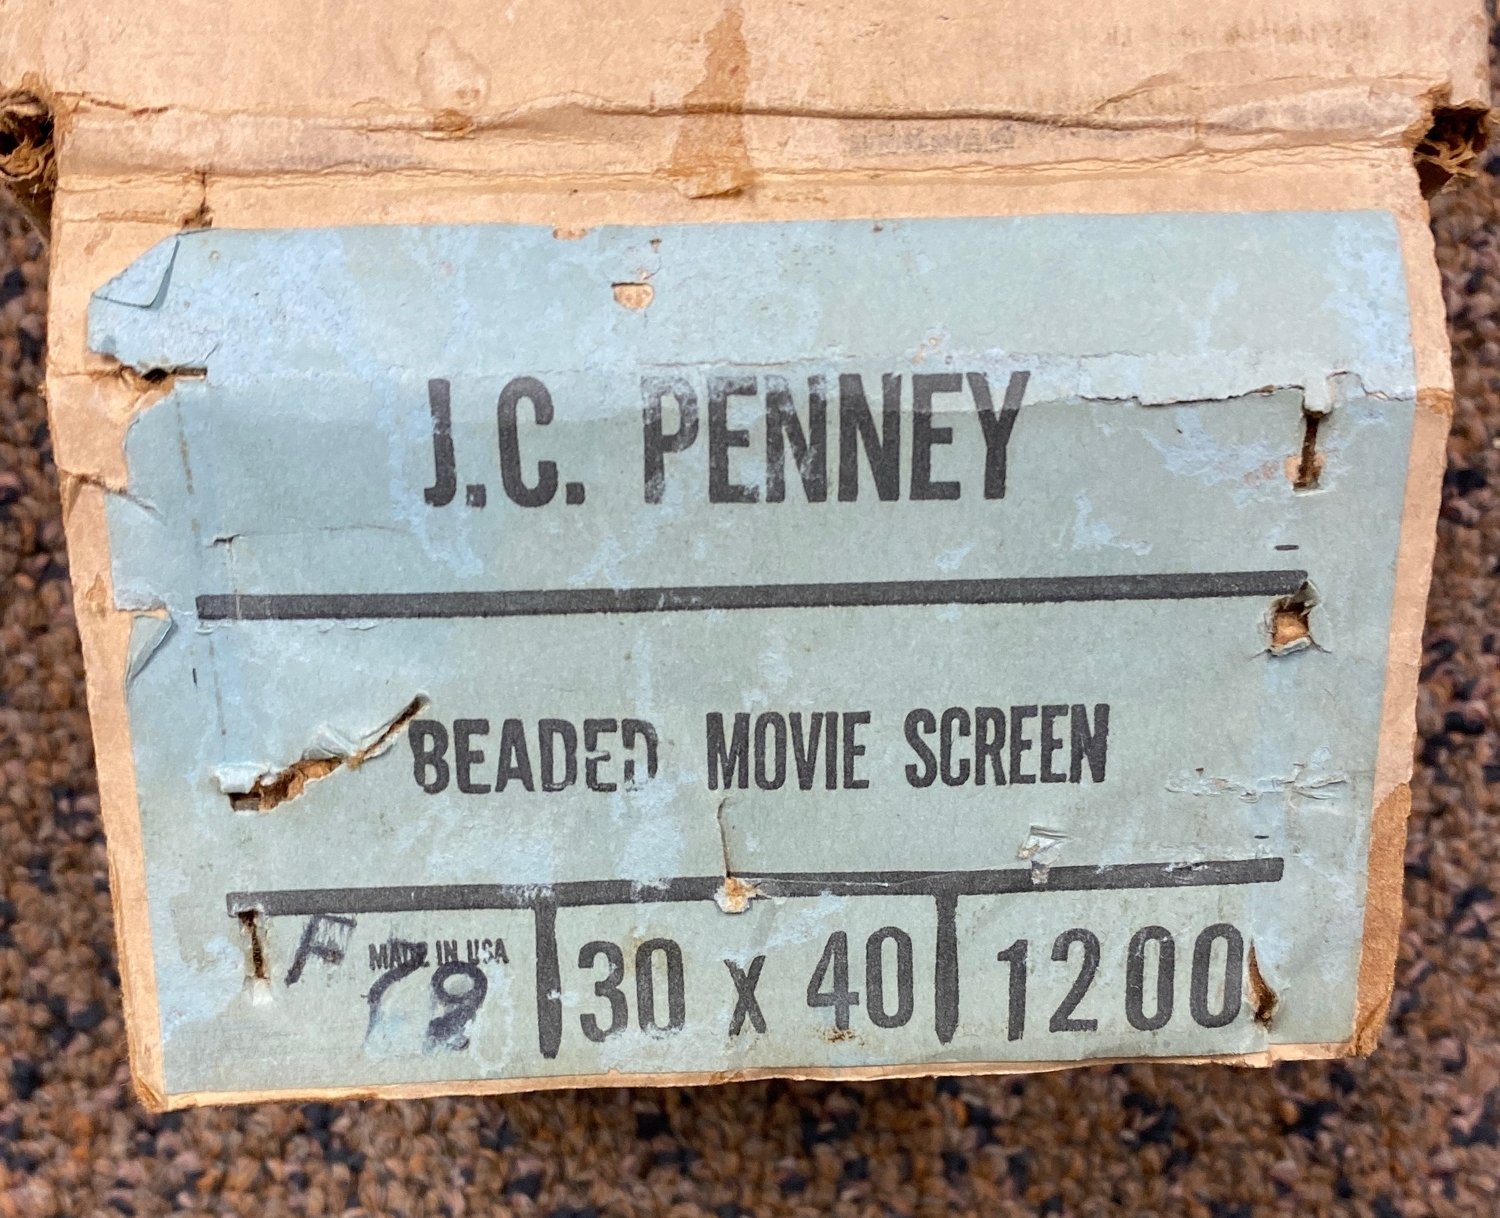 J.C. PENNEY
BEADED MOVIE SCREEN
F MADE IN USA 30 x 40 1200